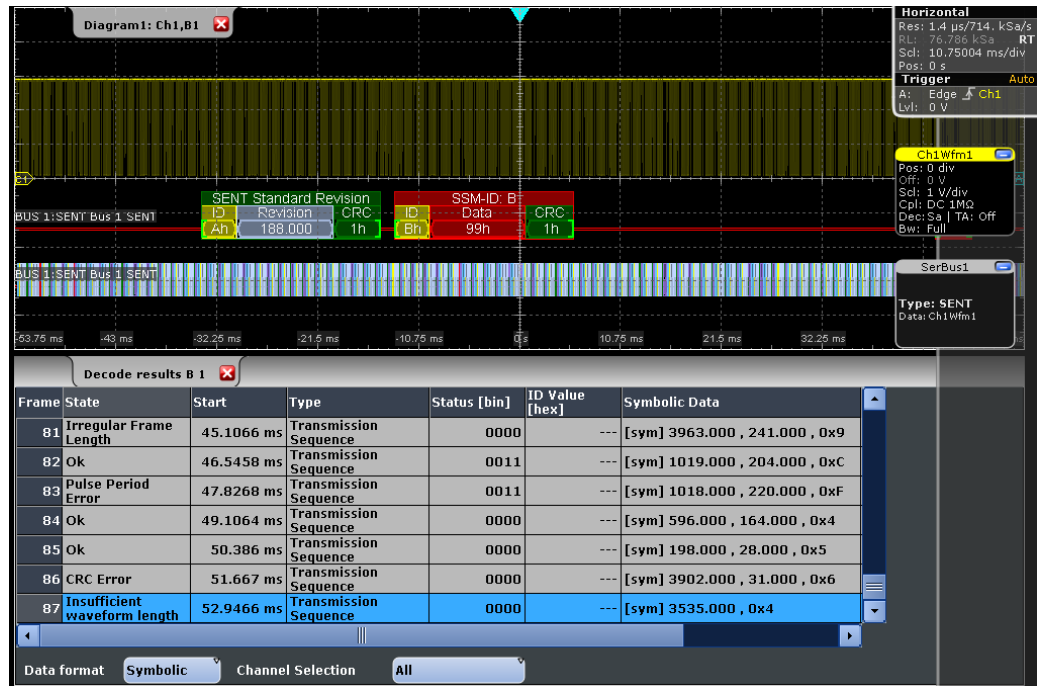 Diagram1: Ch1,B1
Horizontal
Res: 1.4 µs/714. kSa/s
RL: 76.786 kSa RT
Scl: 10.75004 ms/div
Pos: 0 s
Trigger Auto
A: Edge Ch1
Lvl: 0 V
C1
Ch1Wfm1
Pos: 0 div
Off: 0 V
Scl: 1 V/div
Cpl: DC 1MΩ
Dec: Sa | TA: Off
Bw: Full
SENT Standard Revision SSM-ID: B
ID Revision CRC ID Data CRC
BUS 1:SENT Bus 1 SENT
Ah 188.000 1h Bh 99h 1h
BUS 1:SENT Bus 1 SENT
SerBus1
Type: SENT
Data: Ch1Wfm1
-53.75 ms -43 ms -32.25 ms -21.5 ms -10.75 ms 0 s 10.75 ms 21.5 ms 32.25 ms
Decode results B 1
Frame State Start Type Status [bin] ID Value [hex] Symbolic Data
81 Irregular Frame Length 45.1066 ms Transmission Sequence 0000 --- [sym] 3963.000 , 241.000 , 0x9
82 Ok 46.5458 ms Transmission Sequence 0011 --- [sym] 1019.000 , 204.000 , 0xC
83 Pulse Period Error 47.8268 ms Transmission Sequence 0011 --- [sym] 1018.000 , 220.000 , 0xF
84 Ok 49.1064 ms Transmission Sequence 0000 --- [sym] 596.000 , 164.000 , 0x4
85 Ok 50.386 ms Transmission Sequence 0000 --- [sym] 198.000 , 28.000 , 0x5
86 CRC Error 51.667 ms Transmission Sequence 0000 --- [sym] 3902.000 , 31.000 , 0x6
87 Insufficient waveform length 52.9466 ms Transmission Sequence 0000 --- [sym] 3535.000 , 0x4
Data format Symbolic Channel Selection All